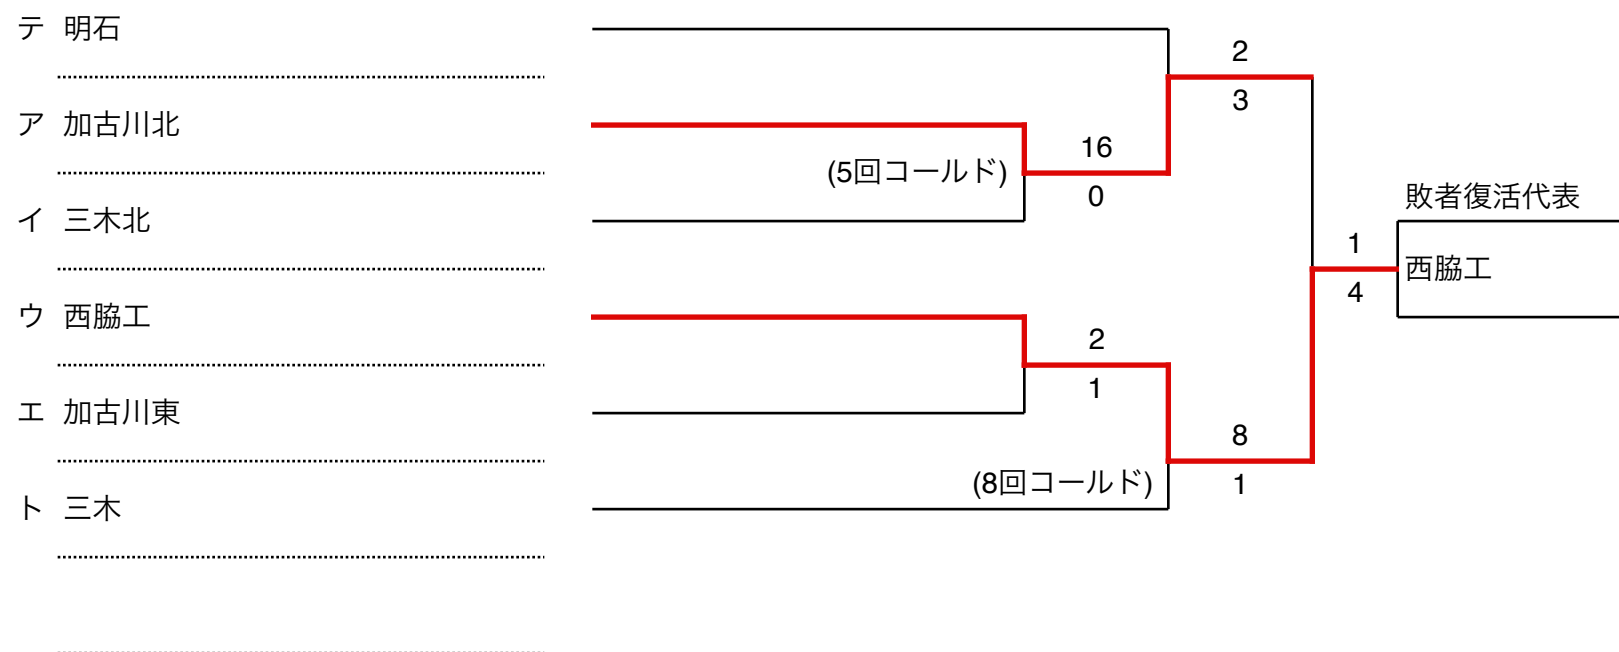 テ 明石
2
3
ア 加古川北
16
(5回コールド)
0
敗者復活代表
イ 三木北
1
西脇工
4
ウ 西脇工
2
1
エ 加古川東
8
(8回コールド)
1
ト 三木